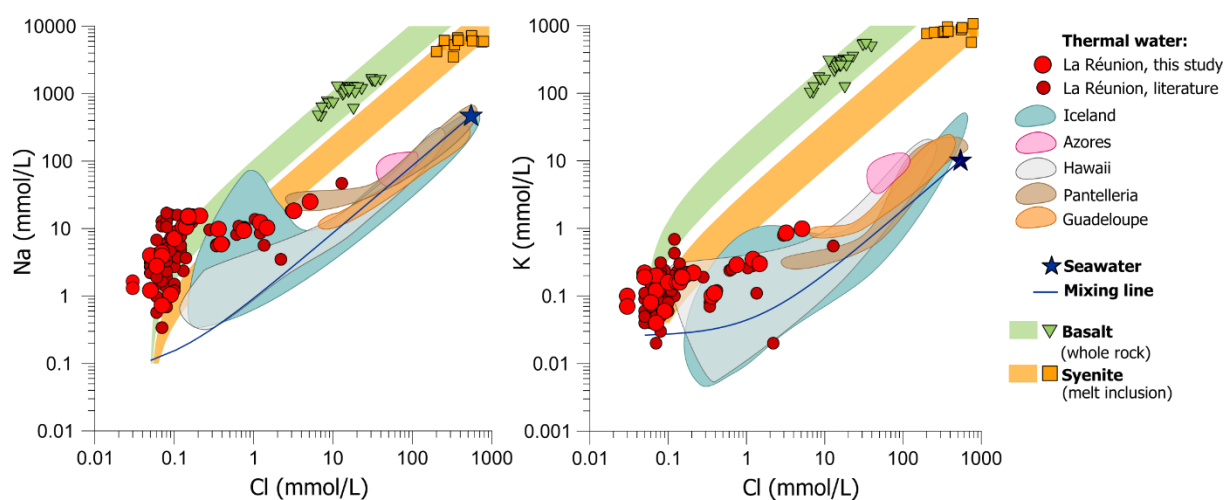 10000
1000
100
10
1
0.1
0.01
Na (mmol/L)
0.01 0.1 1 10 100 1000
Cl (mmol/L)
1000
100
10
1
0.1
0.01
0.001
K (mmol/L)
0.01 0.1 1 10 100 1000
Cl (mmol/L)
Thermal water:
La Réunion, this study
La Réunion, literature
Iceland
Azores
Hawaii
Pantelleria
Guadeloupe
Seawater
Mixing line
Basalt
(whole rock)
Syenite
(melt inclusion)